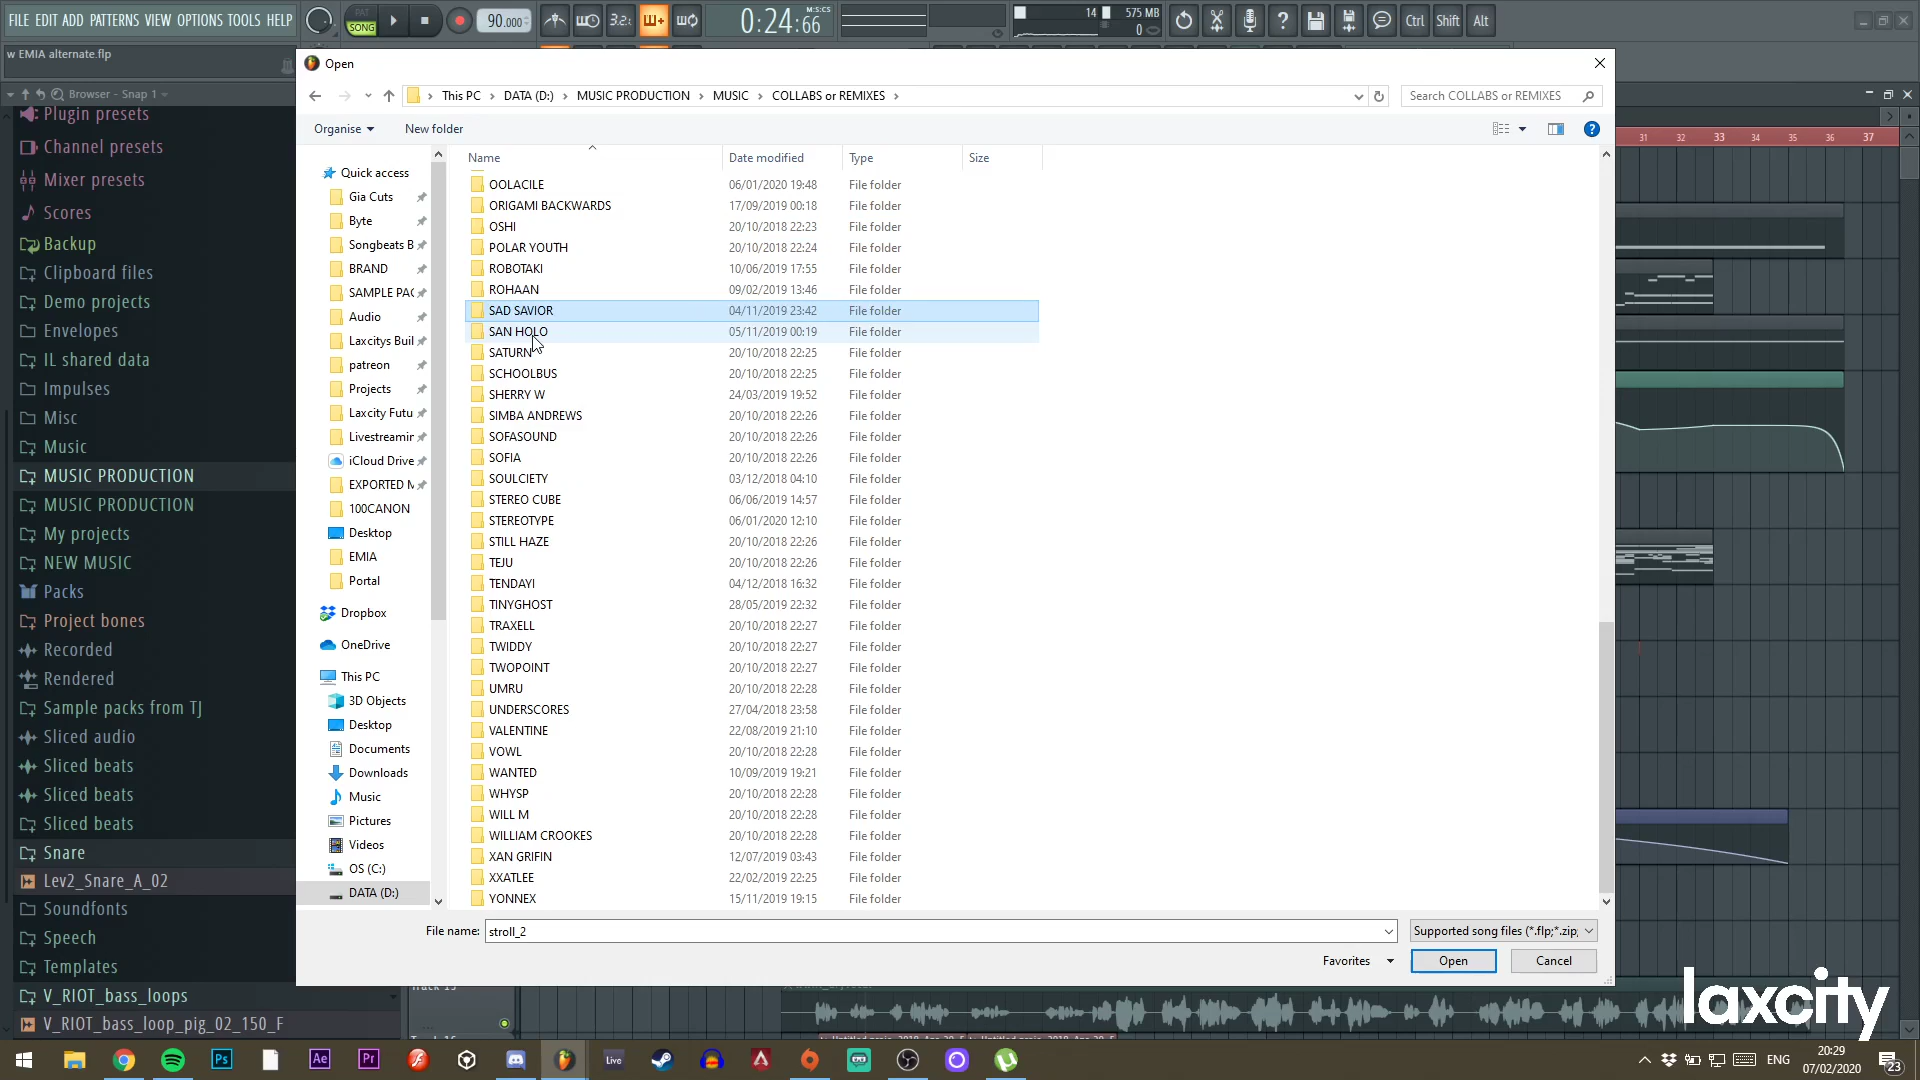 FILE EDIT ADD PATTERNS VIEW OPTIONS TOOLS HELP
PAT
SONG
90.000
3.2
0:24:66
M:S:CS
14
575 MB
0
Ctrl
Shift
Alt
w EMIA alternate.flp
Browser - Snap 1
Plugin presets
Channel presets
Mixer presets
Scores
Backup
Clipboard files
Demo projects
Envelopes
IL shared data
Impulses
Misc
Music
MUSIC PRODUCTION
MUSIC PRODUCTION
My projects
NEW MUSIC
Packs
Project bones
Recorded
Rendered
Sample packs from TJ
Sliced audio
Sliced beats
Sliced beats
Sliced beats
Snare
Lev2_Snare_A_02
Soundfonts
Speech
Templates
V_RIOT_bass_loops
V_RIOT_bass_loop_pig_02_150_F
Open
This PC > DATA (D:) > MUSIC PRODUCTION > MUSIC > COLLABS or REMIXES >
Search COLLABS or REMIXES
Organise
New folder
Quick access
Gia Cuts
Byte
Songbeats B
BRAND
SAMPLE PAC
Audio
Laxcitys Buil
patreon
Projects
Laxcity Futu
Livestreamin
iCloud Drive
EXPORTED M
100CANON
Desktop
EMIA
Portal
Dropbox
OneDrive
This PC
3D Objects
Desktop
Documents
Downloads
Music
Pictures
Videos
OS (C:)
DATA (D:)
Name Date modified Type Size
OOLACILE 06/01/2020 19:48 File folder
ORIGAMI BACKWARDS 17/09/2019 00:18 File folder
OSHI 20/10/2018 22:23 File folder
POLAR YOUTH 20/10/2018 22:24 File folder
ROBOTAKI 10/06/2019 17:55 File folder
ROHAAN 09/02/2019 13:46 File folder
SAD SAVIOR 04/11/2019 23:42 File folder
SAN HOLO 05/11/2019 00:19 File folder
SATURN 20/10/2018 22:25 File folder
SCHOOLBUS 20/10/2018 22:25 File folder
SHERRY W 24/03/2019 19:52 File folder
SIMBA ANDREWS 20/10/2018 22:26 File folder
SOFASOUND 20/10/2018 22:26 File folder
SOFIA 20/10/2018 22:26 File folder
SOULCIETY 03/12/2018 04:10 File folder
STEREO CUBE 06/06/2019 14:57 File folder
STEREOTYPE 06/01/2020 12:10 File folder
STILL HAZE 20/10/2018 22:26 File folder
TEJU 20/10/2018 22:26 File folder
TENDAYI 04/12/2018 16:32 File folder
TINYGHOST 28/05/2019 22:32 File folder
TRAXELL 20/10/2018 22:27 File folder
TWIDDY 20/10/2018 22:27 File folder
TWOPOINT 20/10/2018 22:27 File folder
UMRU 20/10/2018 22:28 File folder
UNDERSCORES 27/04/2018 23:58 File folder
VALENTINE 22/08/2019 21:10 File folder
VOWL 20/10/2018 22:28 File folder
WANTED 10/09/2019 19:21 File folder
WHYSP 20/10/2018 22:28 File folder
WILL M 20/10/2018 22:28 File folder
WILLIAM CROOKES 20/10/2018 22:28 File folder
XAN GRIFIN 12/07/2019 03:43 File folder
XXATLEE 22/02/2019 22:25 File folder
YONNEX 15/11/2019 19:15 File folder
File name: stroll_2
Supported song files (*.flp;*.zip;
Favorites
Open
Cancel
31 32 33 34 35 36 37
laxcity
Ps
Ae
Pr
Live
ENG
20:29
07/02/2020
23